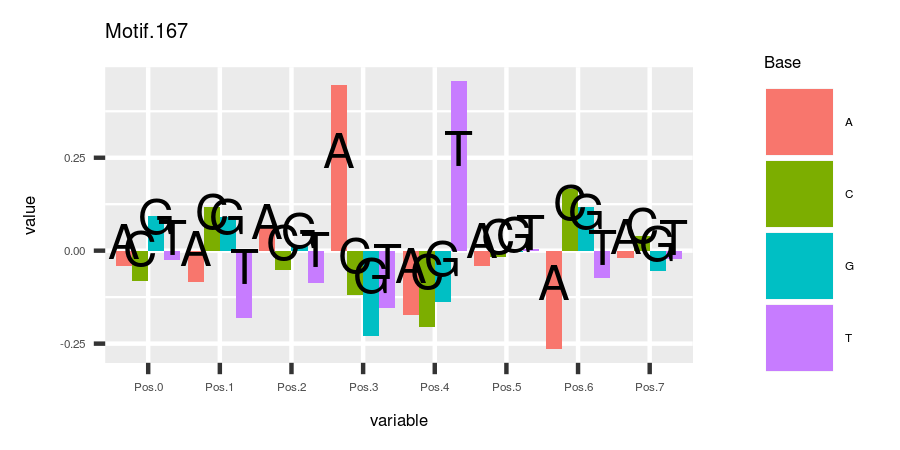 Motif.167
Base
A
C
G
T
value
0.25
0.00
-0.25
A C G T A C G T A C G T A C G T A C G T A C G T A C G T A C G T
Pos.0 Pos.1 Pos.2 Pos.3 Pos.4 Pos.5 Pos.6 Pos.7
variable